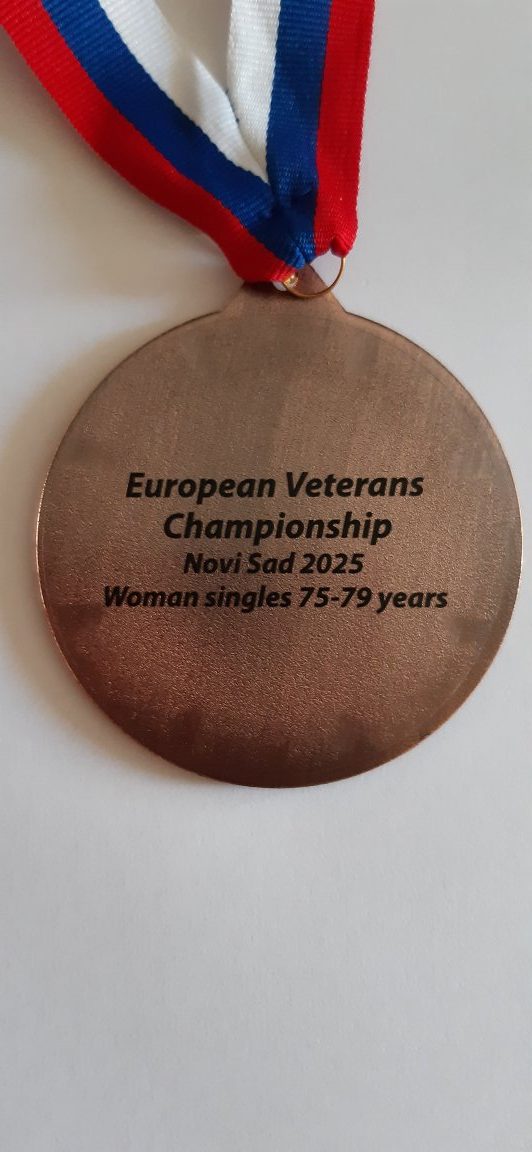 European Veterans
Championship
Novi Sad 2025
Woman singles 75-79 years